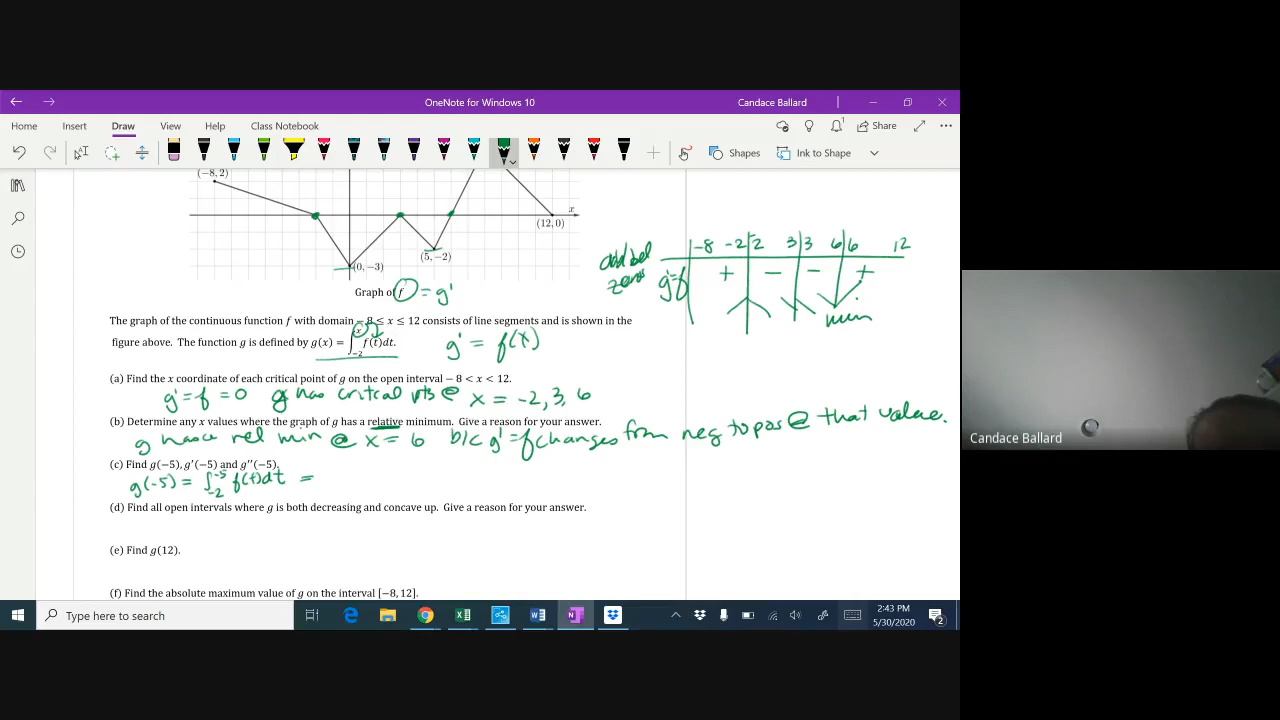 OneNote for Windows 10
Candace Ballard
Home Insert Draw View Help Class Notebook
Share
Shapes
Ink to Shape
(−8, 2)
x
(12, 0)
(5, −2)
(0, −3)
Graph of f = g'
-8 -2 -2 3 3 6 6 12
zeros g'=f + − − +
min
The graph of the continuous function f with domain − 8 ≤ x ≤ 12 consists of line segments and is shown in the
figure above. The function g is defined by g(x) = ∫_{−2}^{x} f(t)dt. g' = f(x)
(a) Find the x coordinate of each critical point of g on the open interval − 8 < x < 12.
g' = f = 0 g has critical pts @ x = -2, 3, 6
(b) Determine any x values where the graph of g has a relative minimum. Give a reason for your answer.
g has a rel min @ x = 6 b/c g' = f changes from neg to pos @ that value.
(c) Find g(−5), g′(−5) and g′′(−5).
g(-5) = ∫_{-2}^{-5} f(t)dt =
(d) Find all open intervals where g is both decreasing and concave up. Give a reason for your answer.
(e) Find g(12).
(f) Find the absolute maximum value of g on the interval [−8, 12].
Candace Ballard
Type here to search
2:43 PM
5/30/2020
2